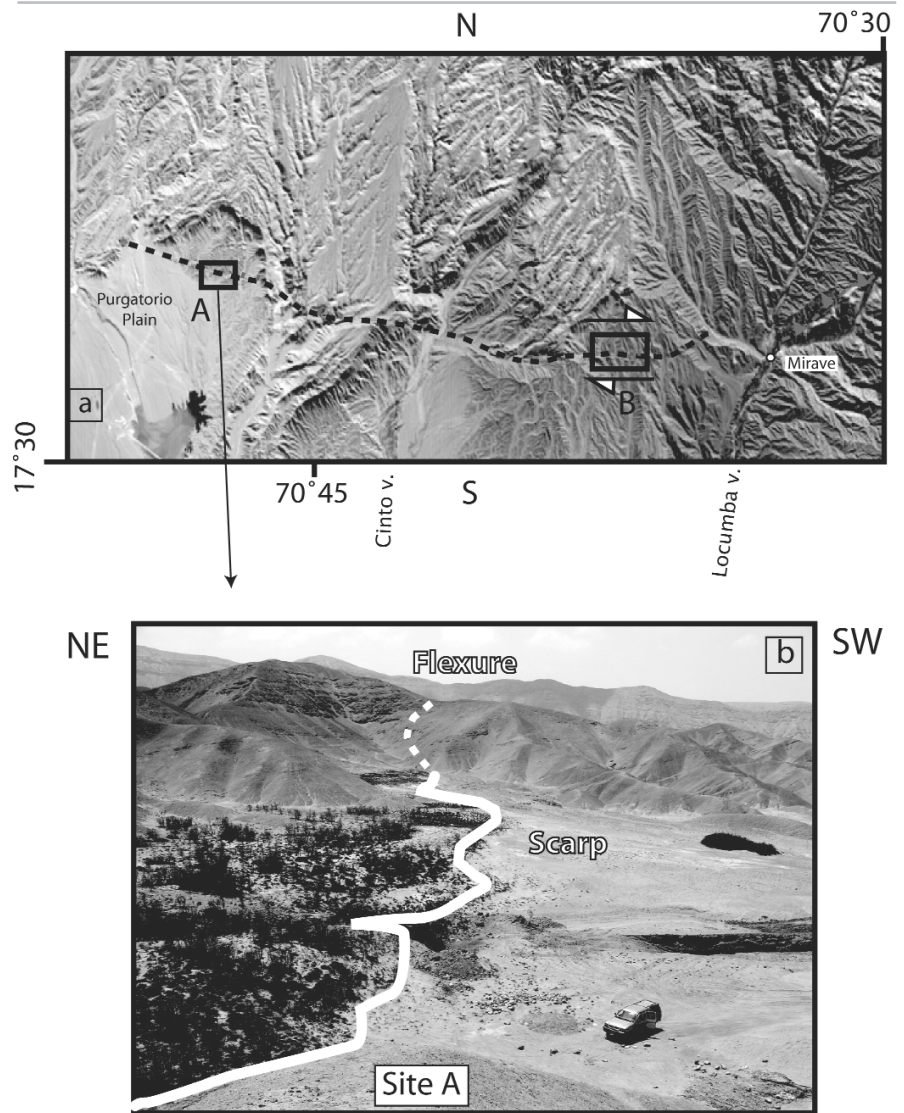 N
70°30
Purgatorio
Plain
A
B
Mirave
a
17°30
70°45
Cinto v.
S
Locumba v.
NE
Flexure
b
SW
Scarp
Site A